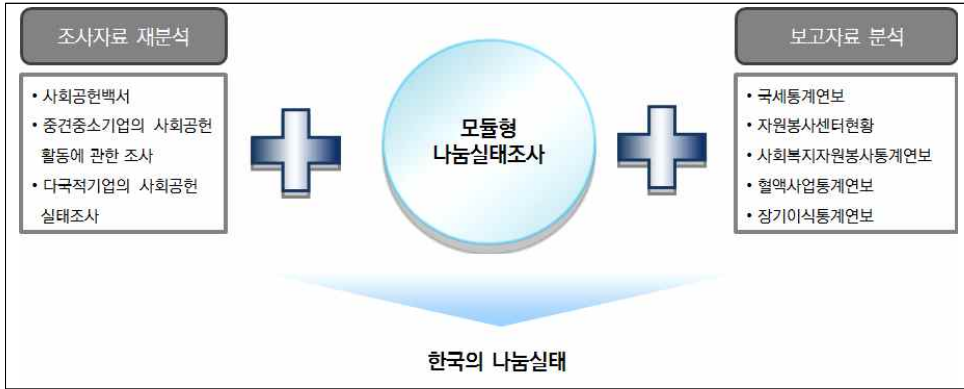 조사자료 재분석
• 사회공헌백서
• 중견중소기업의 사회공헌
활동에 관한 조사
• 다국적기업의 사회공헌
실태조사
모듈형
나눔실태조사
보고자료 분석
• 국세통계연보
• 자원봉사센터현황
• 사회복지자원봉사통계연보
• 혈액사업통계연보
• 장기이식통계연보
한국의 나눔실태